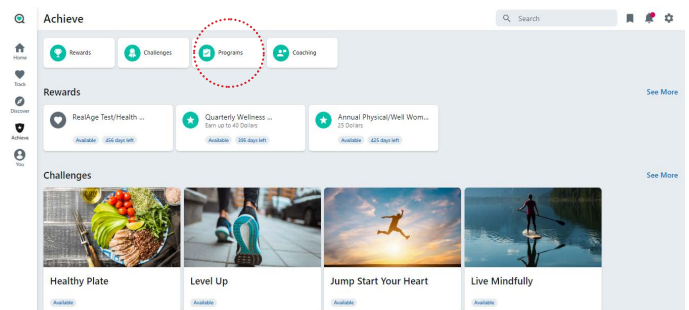 Achieve
Search
Home
Track
Discover
Achieve
You
Rewards
Challenges
Programs
Coaching
Rewards
See More
RealAge Test/Health ...
Available 456 days left
Quarterly Wellness ...
Earn up to 40 Dollars
Available 395 days left
Annual Physical/Well Wom...
25 Dollars
Available 425 days left
Challenges
See More
Healthy Plate
Available
Level Up
Available
Jump Start Your Heart
Available
Live Mindfully
Available